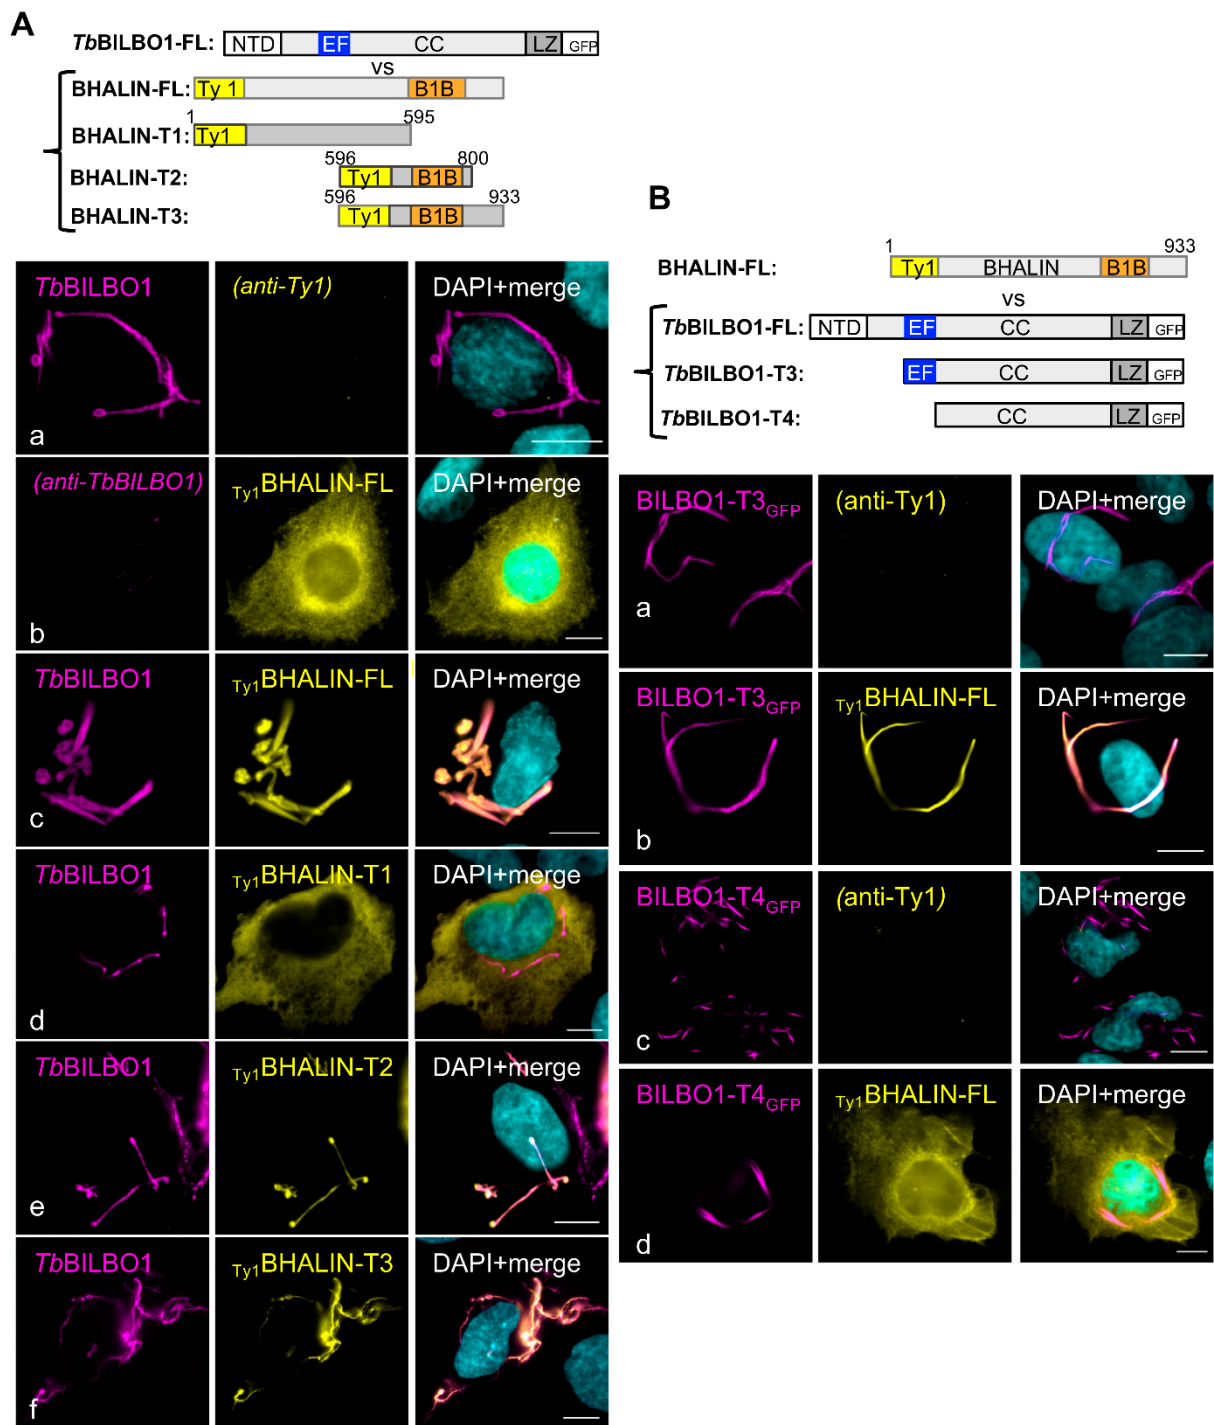 A
TbBILBO1-FL: NTD EF CC LZ GFP
vs
BHALIN-FL: Ty 1 B1B
1 595
BHALIN-T1: Ty1
596 800
BHALIN-T2: Ty1 B1B
596 933
BHALIN-T3: Ty1 B1B
TbBILBO1 (anti-Ty1) DAPI+merge
a
(anti-TbBILBO1) Ty1BHALIN-FL DAPI+merge
b
TbBILBO1 Ty1BHALIN-FL DAPI+merge
c
TbBILBO1 Ty1BHALIN-T1 DAPI+merge
d
TbBILBO1 Ty1BHALIN-T2 DAPI+merge
e
TbBILBO1 Ty1BHALIN-T3 DAPI+merge
f
B
1 933
BHALIN-FL: Ty1 BHALIN B1B
vs
TbBILBO1-FL: NTD EF CC LZ GFP
TbBILBO1-T3: EF CC LZ GFP
TbBILBO1-T4: CC LZ GFP
BILBO1-T3GFP (anti-Ty1) DAPI+merge
a
BILBO1-T3GFP Ty1BHALIN-FL DAPI+merge
b
BILBO1-T4GFP (anti-Ty1) DAPI+merge
c
BILBO1-T4GFP Ty1BHALIN-FL DAPI+merge
d